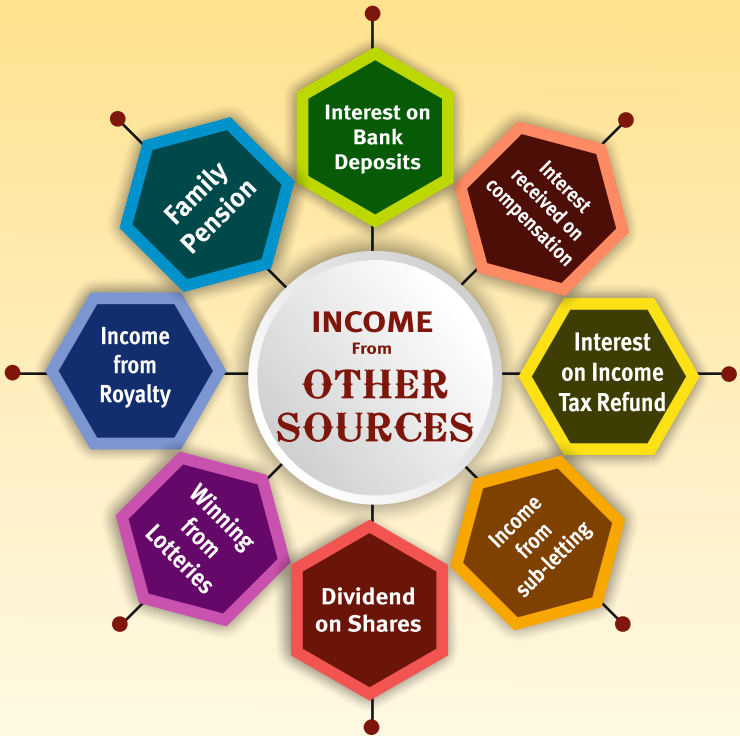 INCOME
From
OTHER
SOURCES
Interest on
Bank
Deposits
Interest
received on
compensation
Interest
on Income
Tax Refund
Income
from
sub-letting
Dividend
on Shares
Winning
from
Lotteries
Income
from
Royalty
Family
Pension